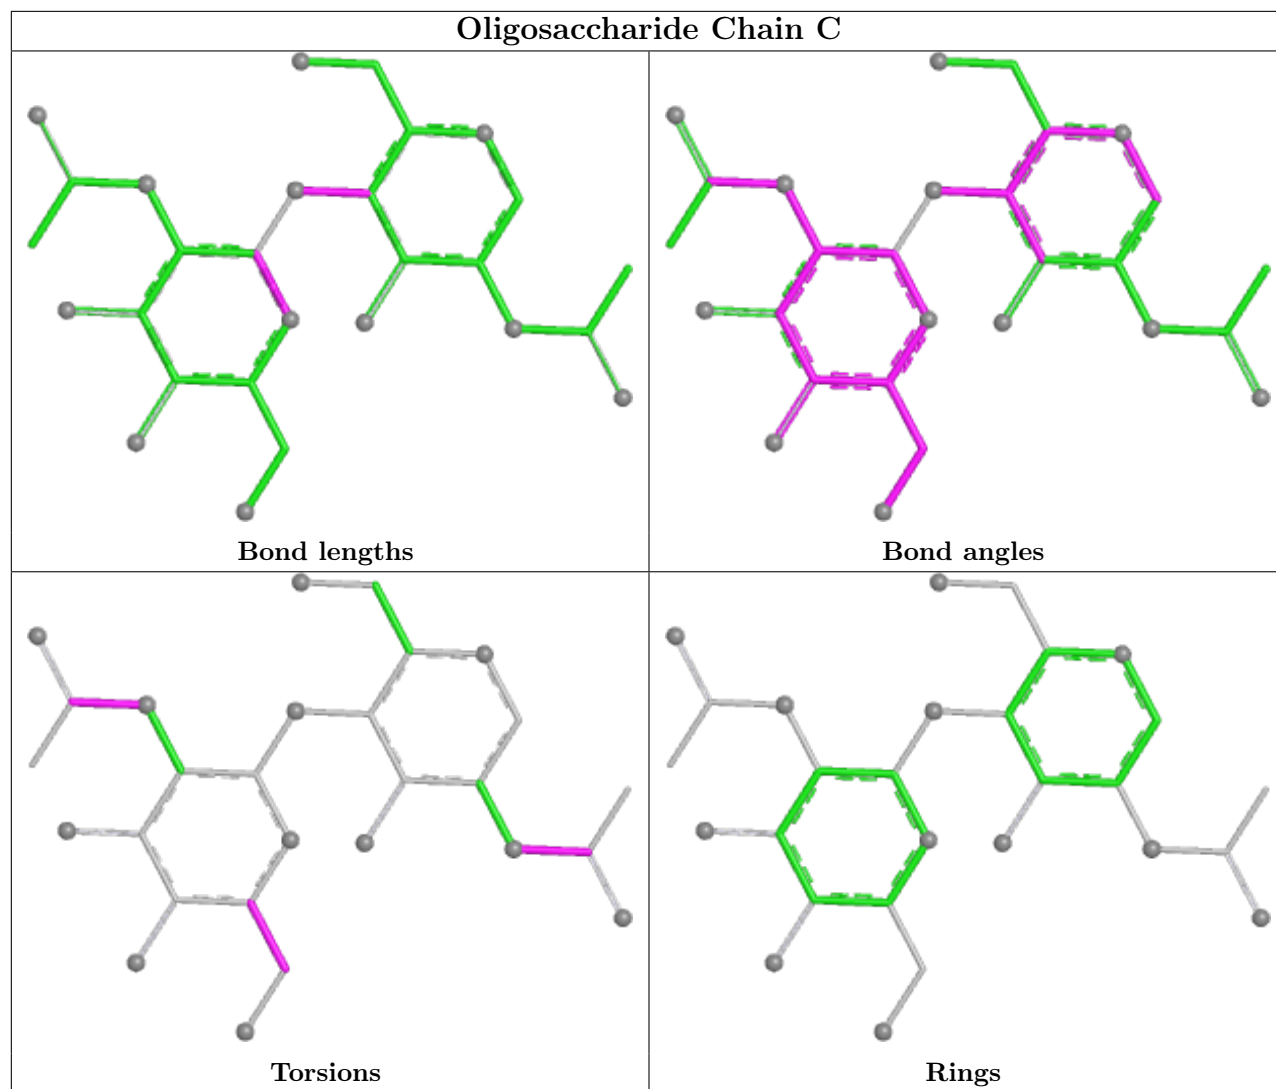 Oligosaccharide Chain C
Bond lengths
Bond angles
Torsions
Rings